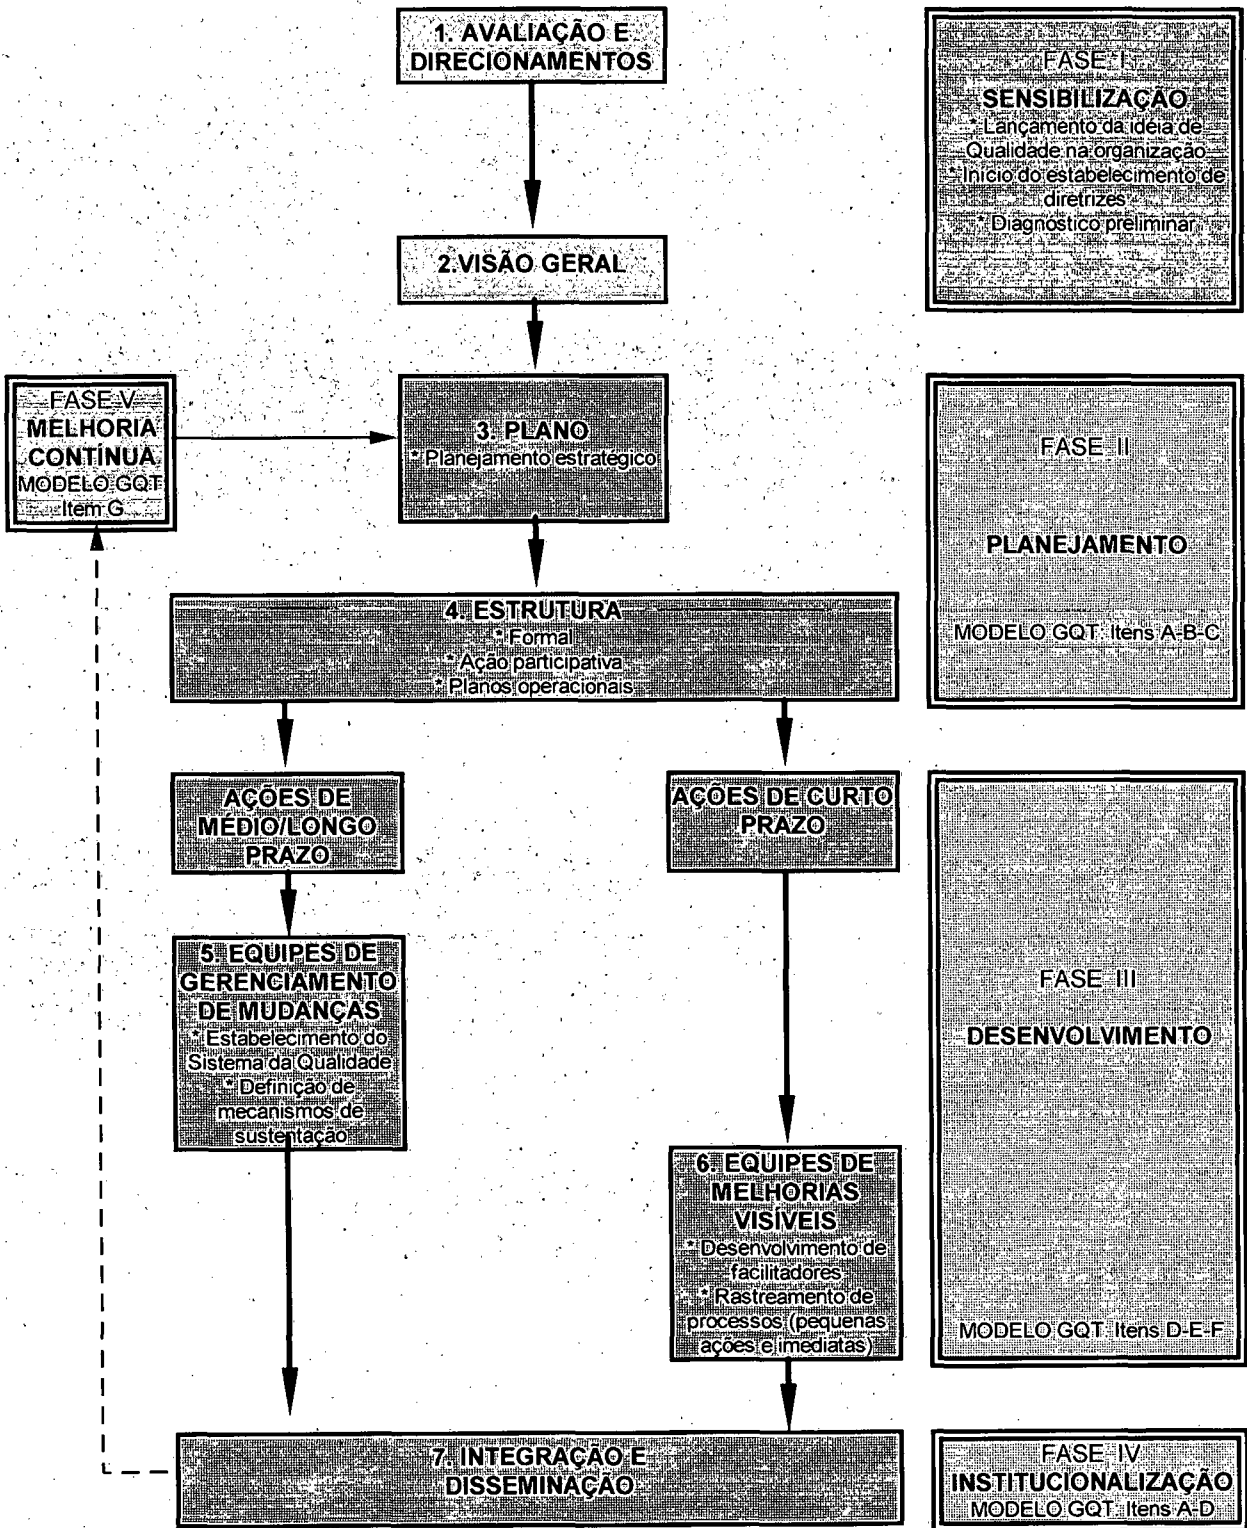 1. AVALIAÇÃO E
DIRECIONAMENTOS
FASE I
SENSIBILIZAÇÃO
* Lançamento da idéia de
Qualidade na organização
* Início do estabelecimento de
diretrizes
* Diagnóstico preliminar
2.VISÃO GERAL
FASE V
MELHORIA
CONTÍNUA
MODELO GQT
Item G
3. PLANO
* Planejamento estratégico
FASE II
PLANEJAMENTO
MODELO GQT: Itens A-B-C
4. ESTRUTURA
* Formal
* Ação participativa
* Planos operacionais
AÇÕES DE
MÉDIO/LONGO
PRAZO
AÇÕES DE CURTO
PRAZO
5. EQUIPES DE
GERENCIAMENTO
DE MUDANÇAS
* Estabelecimento do
Sistema da Qualidade
* Definição de
mecanismos de
sustentação
FASE III
DESENVOLVIMENTO
MODELO GQT: Itens D-E-F
6. EQUIPES DE
MELHORIAS
VISÍVEIS
* Desenvolvimento de
facilitadores
* Rastreamento de
processos (pequenas
ações e imediatas)
7. INTEGRAÇÃO E
DISSEMINAÇÃO
FASE IV
INSTITUCIONALIZAÇÃO
MODELO GQT: Itens A-D